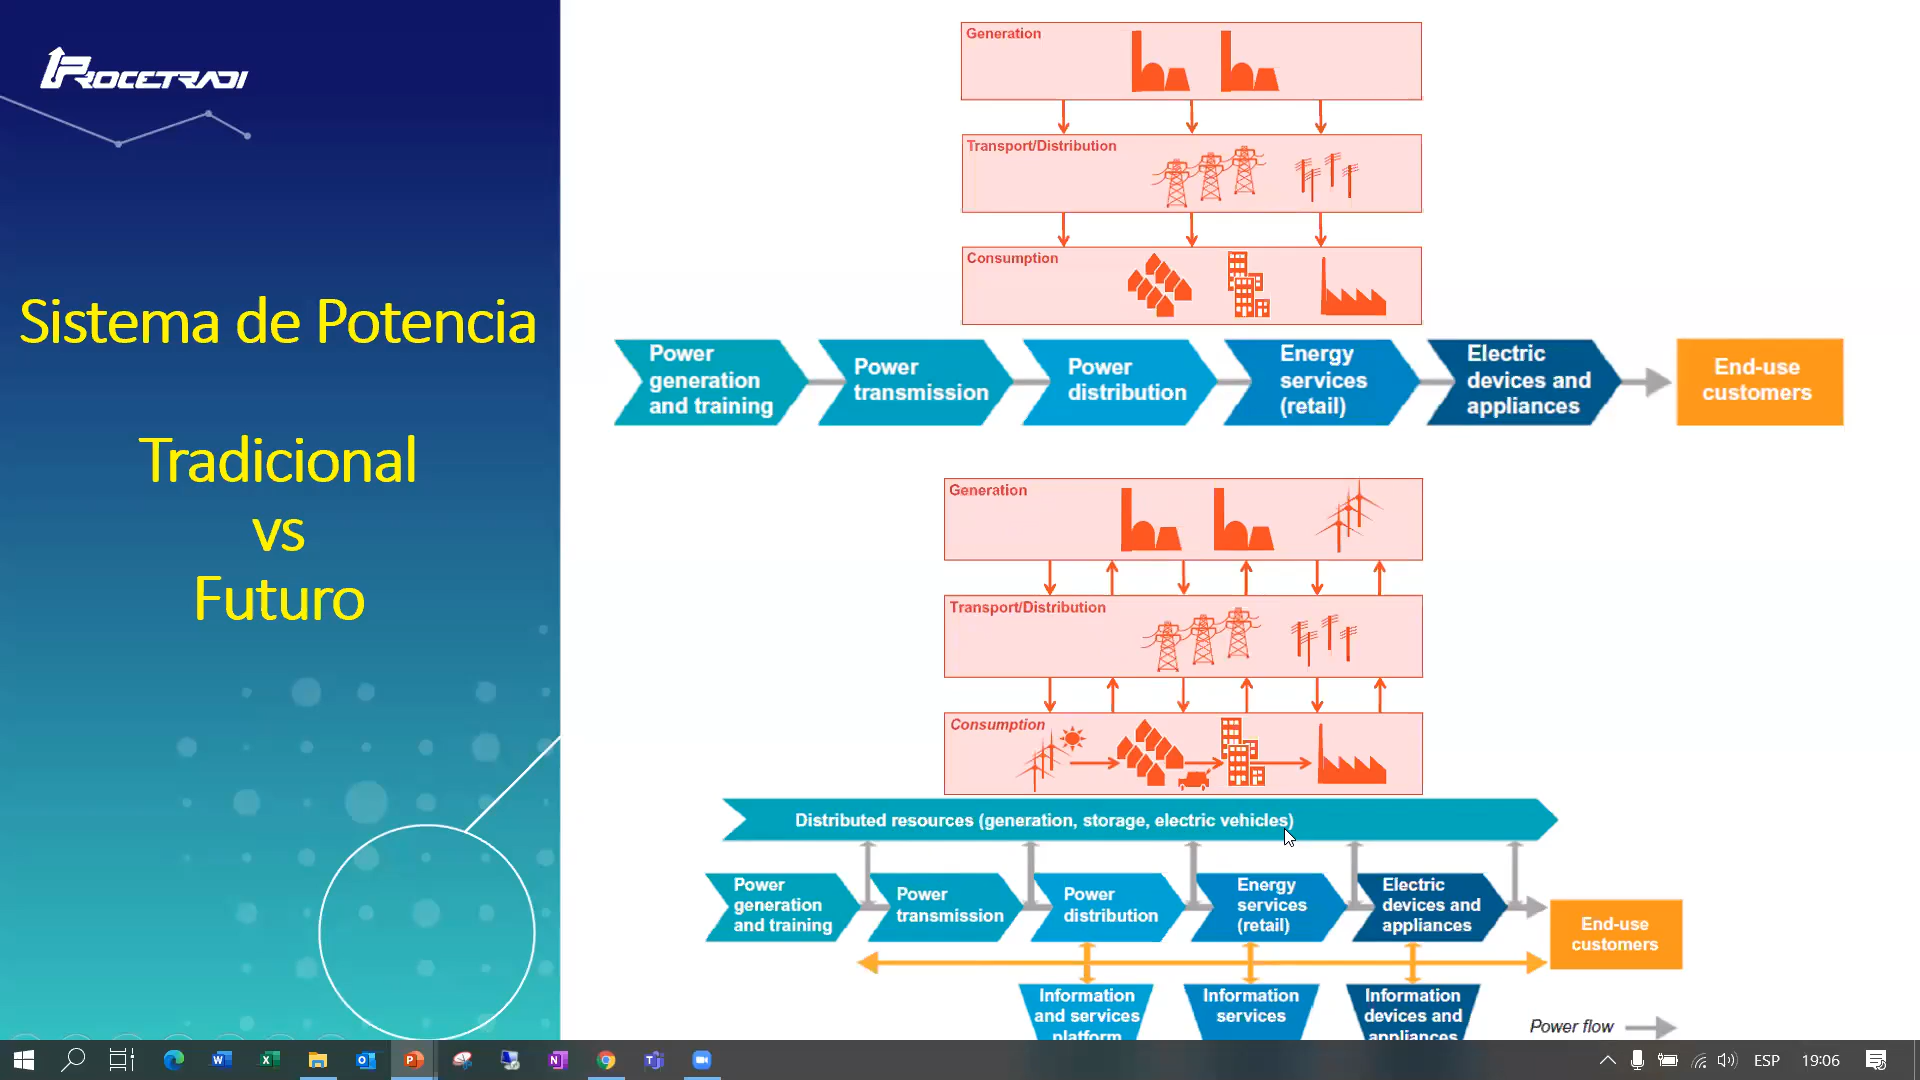 PROCETRADI
Sistema de Potencia
Tradicional
vs
Futuro
Generation
Transport/Distribution
Consumption
Power
generation
and training
Power
transmission
Power
distribution
Energy
services
(retail)
Electric
devices and
appliances
End-use
customers
Generation
Transport/Distribution
Consumption
Distributed resources (generation, storage, electric vehicles)
Power
generation
and training
Power
transmission
Power
distribution
Energy
services
(retail)
Electric
devices and
appliances
End-use
customers
Information
and services
platform
Information
services
Information
devices and
appliances
Power flow
ESP
19:06